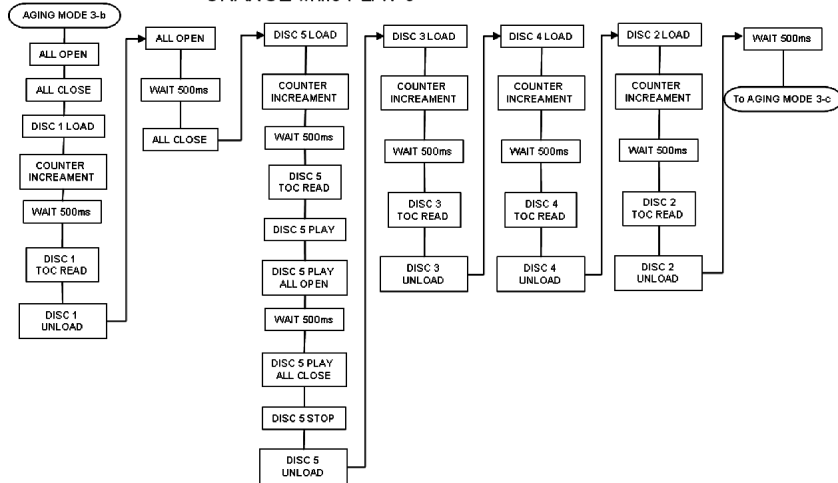 AGING MODE 3-b
ALL OPEN
ALL CLOSE
DISC 1 LOAD
COUNTER
INCREAMENT
WAIT 500ms
DISC 1
TOC READ
DISC 1
UNLOAD
ALL OPEN
WAIT 500ms
ALL CLOSE
DISC 5 LOAD
COUNTER
INCREAMENT
WAIT 500ms
DISC 5
TOC READ
DISC 5 PLAY
DISC 5 PLAY
ALL OPEN
WAIT 500ms
DISC 5 PLAY
ALL CLOSE
DISC 5 STOP
DISC 5
UNLOAD
DISC 3 LOAD
COUNTER
INCREAMENT
WAIT 500ms
DISC 3
TOC READ
DISC 3
UNLOAD
DISC 4 LOAD
COUNTER
INCREAMENT
WAIT 500ms
DISC 4
TOC READ
DISC 4
UNLOAD
DISC 2 LOAD
COUNTER
INCREAMENT
WAIT 500ms
DISC 2
TOC READ
DISC 2
UNLOAD
WAIT 500ms
To AGING MODE 3-c